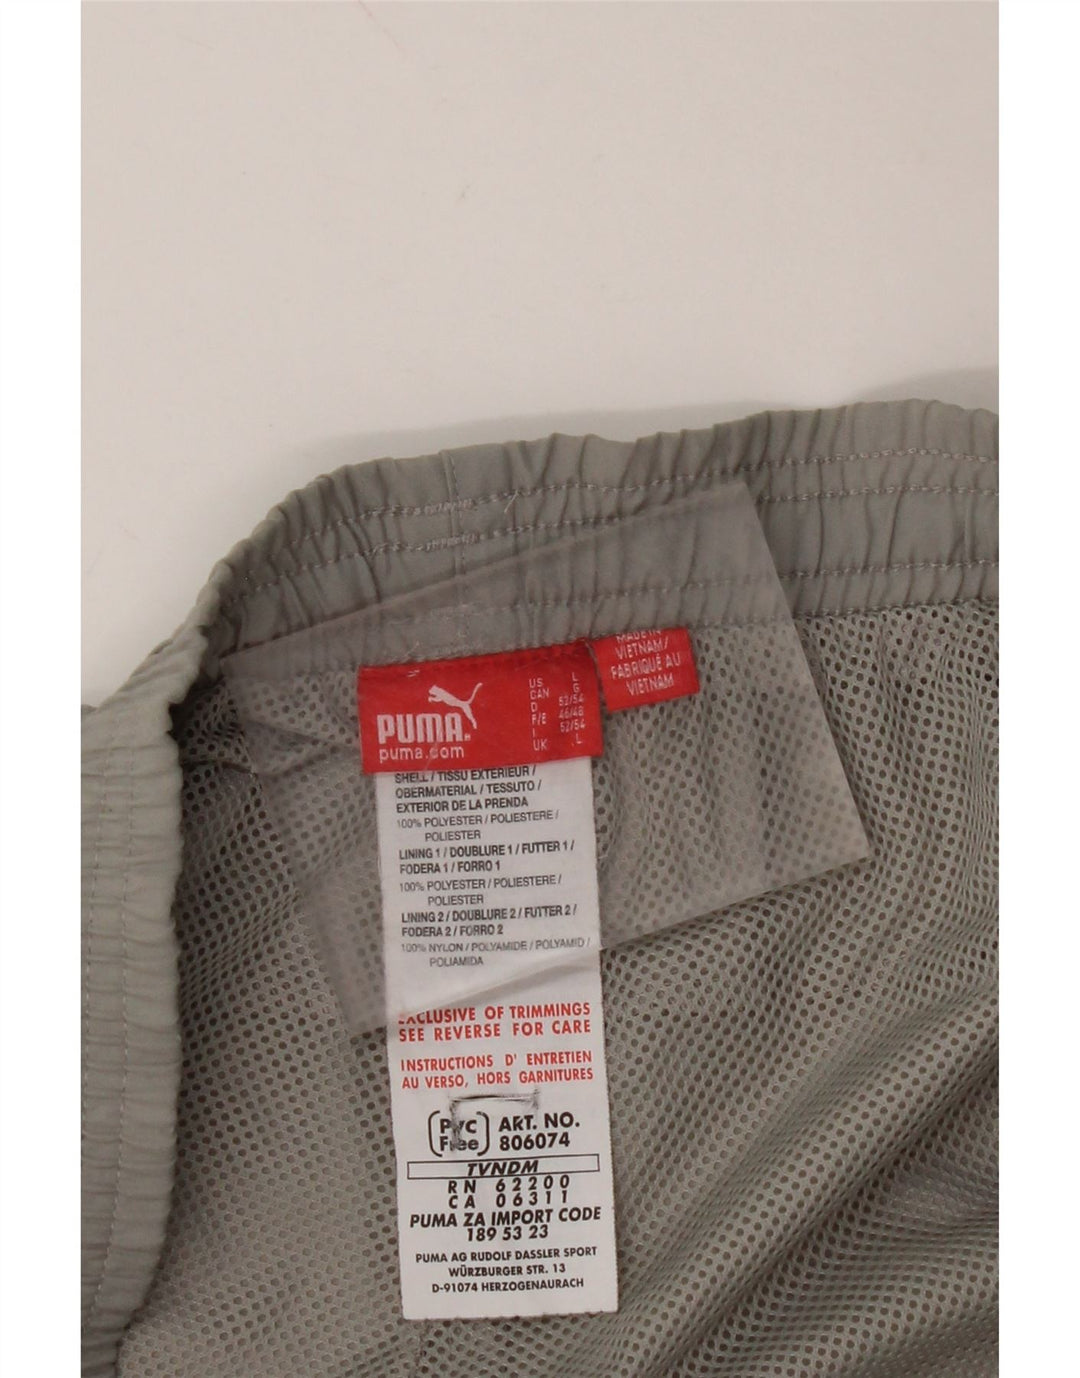 PUMA
puma.com
US L
CAN G
D 52/54
F/E 46/48
I 52/54
UK L
MADE IN
VIETNAM/
FABRIQUÉ AU
VIETNAM
SHELL / TISSU EXTÉRIEUR /
OBERMATERIAL / TESSUTO /
EXTERIOR DE LA PRENDA
100% POLYESTER / POLIESTERE /
POLIESTER
LINING 1 / DOUBLURE 1 / FUTTER 1 /
FODERA 1 / FORRO 1
100% POLYESTER / POLIESTERE /
POLIESTER
LINING 2 / DOUBLURE 2 / FUTTER 2 /
FODERA 2 / FORRO 2
100% NYLON / POLYAMIDE / POLYAMID /
POLIAMIDA
EXCLUSIVE OF TRIMMINGS
SEE REVERSE FOR CARE
INSTRUCTIONS D' ENTRETIEN
AU VERSO, HORS GARNITURES
PVC Free
ART. NO.
806074
TVNDM
RN 62200
CA 06311
PUMA ZA IMPORT CODE
189 53 23
PUMA AG RUDOLF DASSLER SPORT
WÜRZBURGER STR. 13
D-91074 HERZOGENAURACH